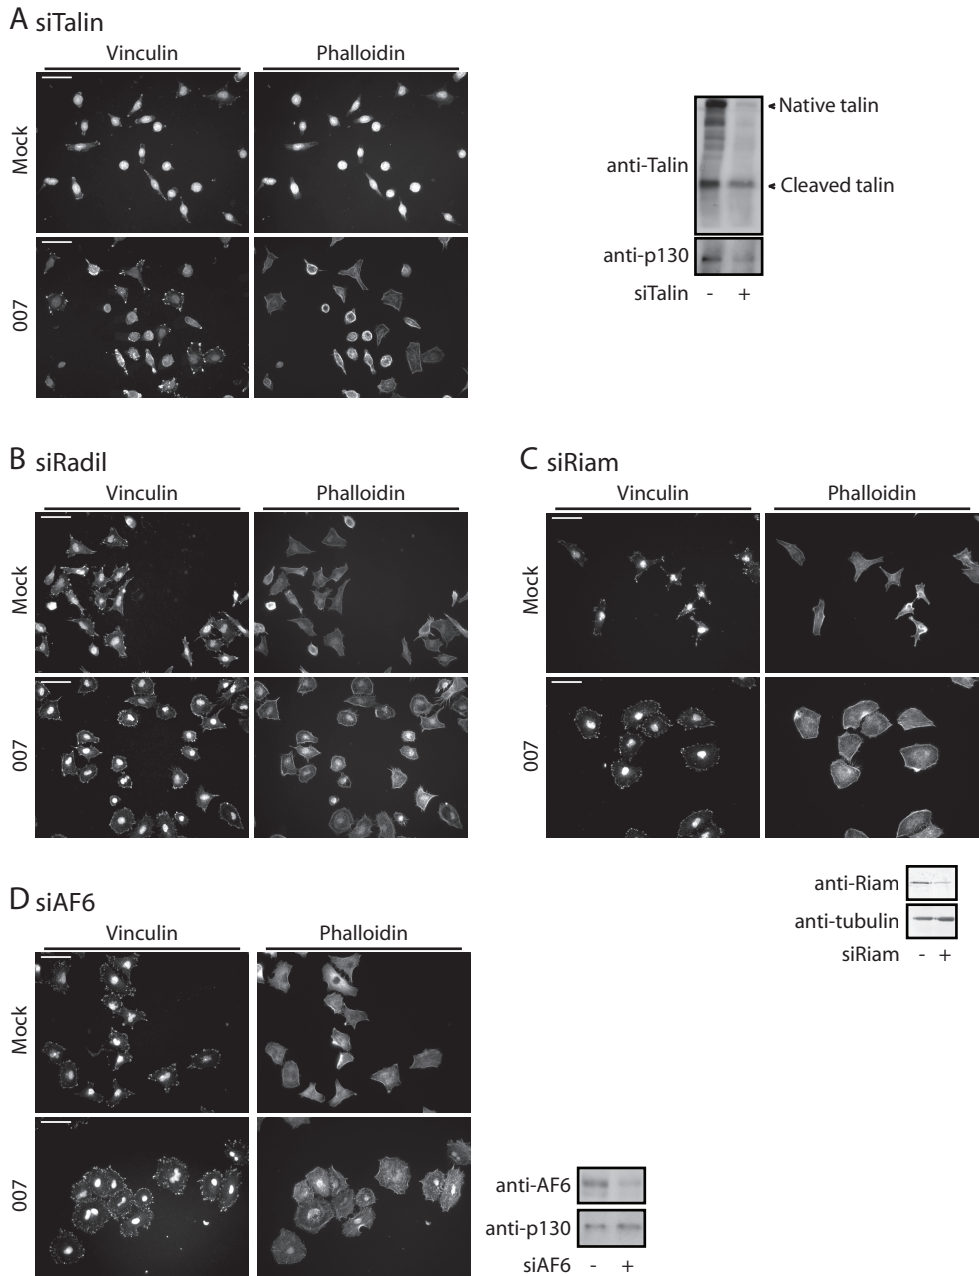 A siTalin
Vinculin Phalloidin
Mock
007
anti-Talin
Native talin
Cleaved talin
anti-p130
siTalin - +
B siRadil
Vinculin Phalloidin
Mock
007
C siRiam
Vinculin Phalloidin
Mock
007
anti-Riam
anti-tubulin
siRiam - +
D siAF6
Vinculin Phalloidin
Mock
007
anti-AF6
anti-p130
siAF6 - +